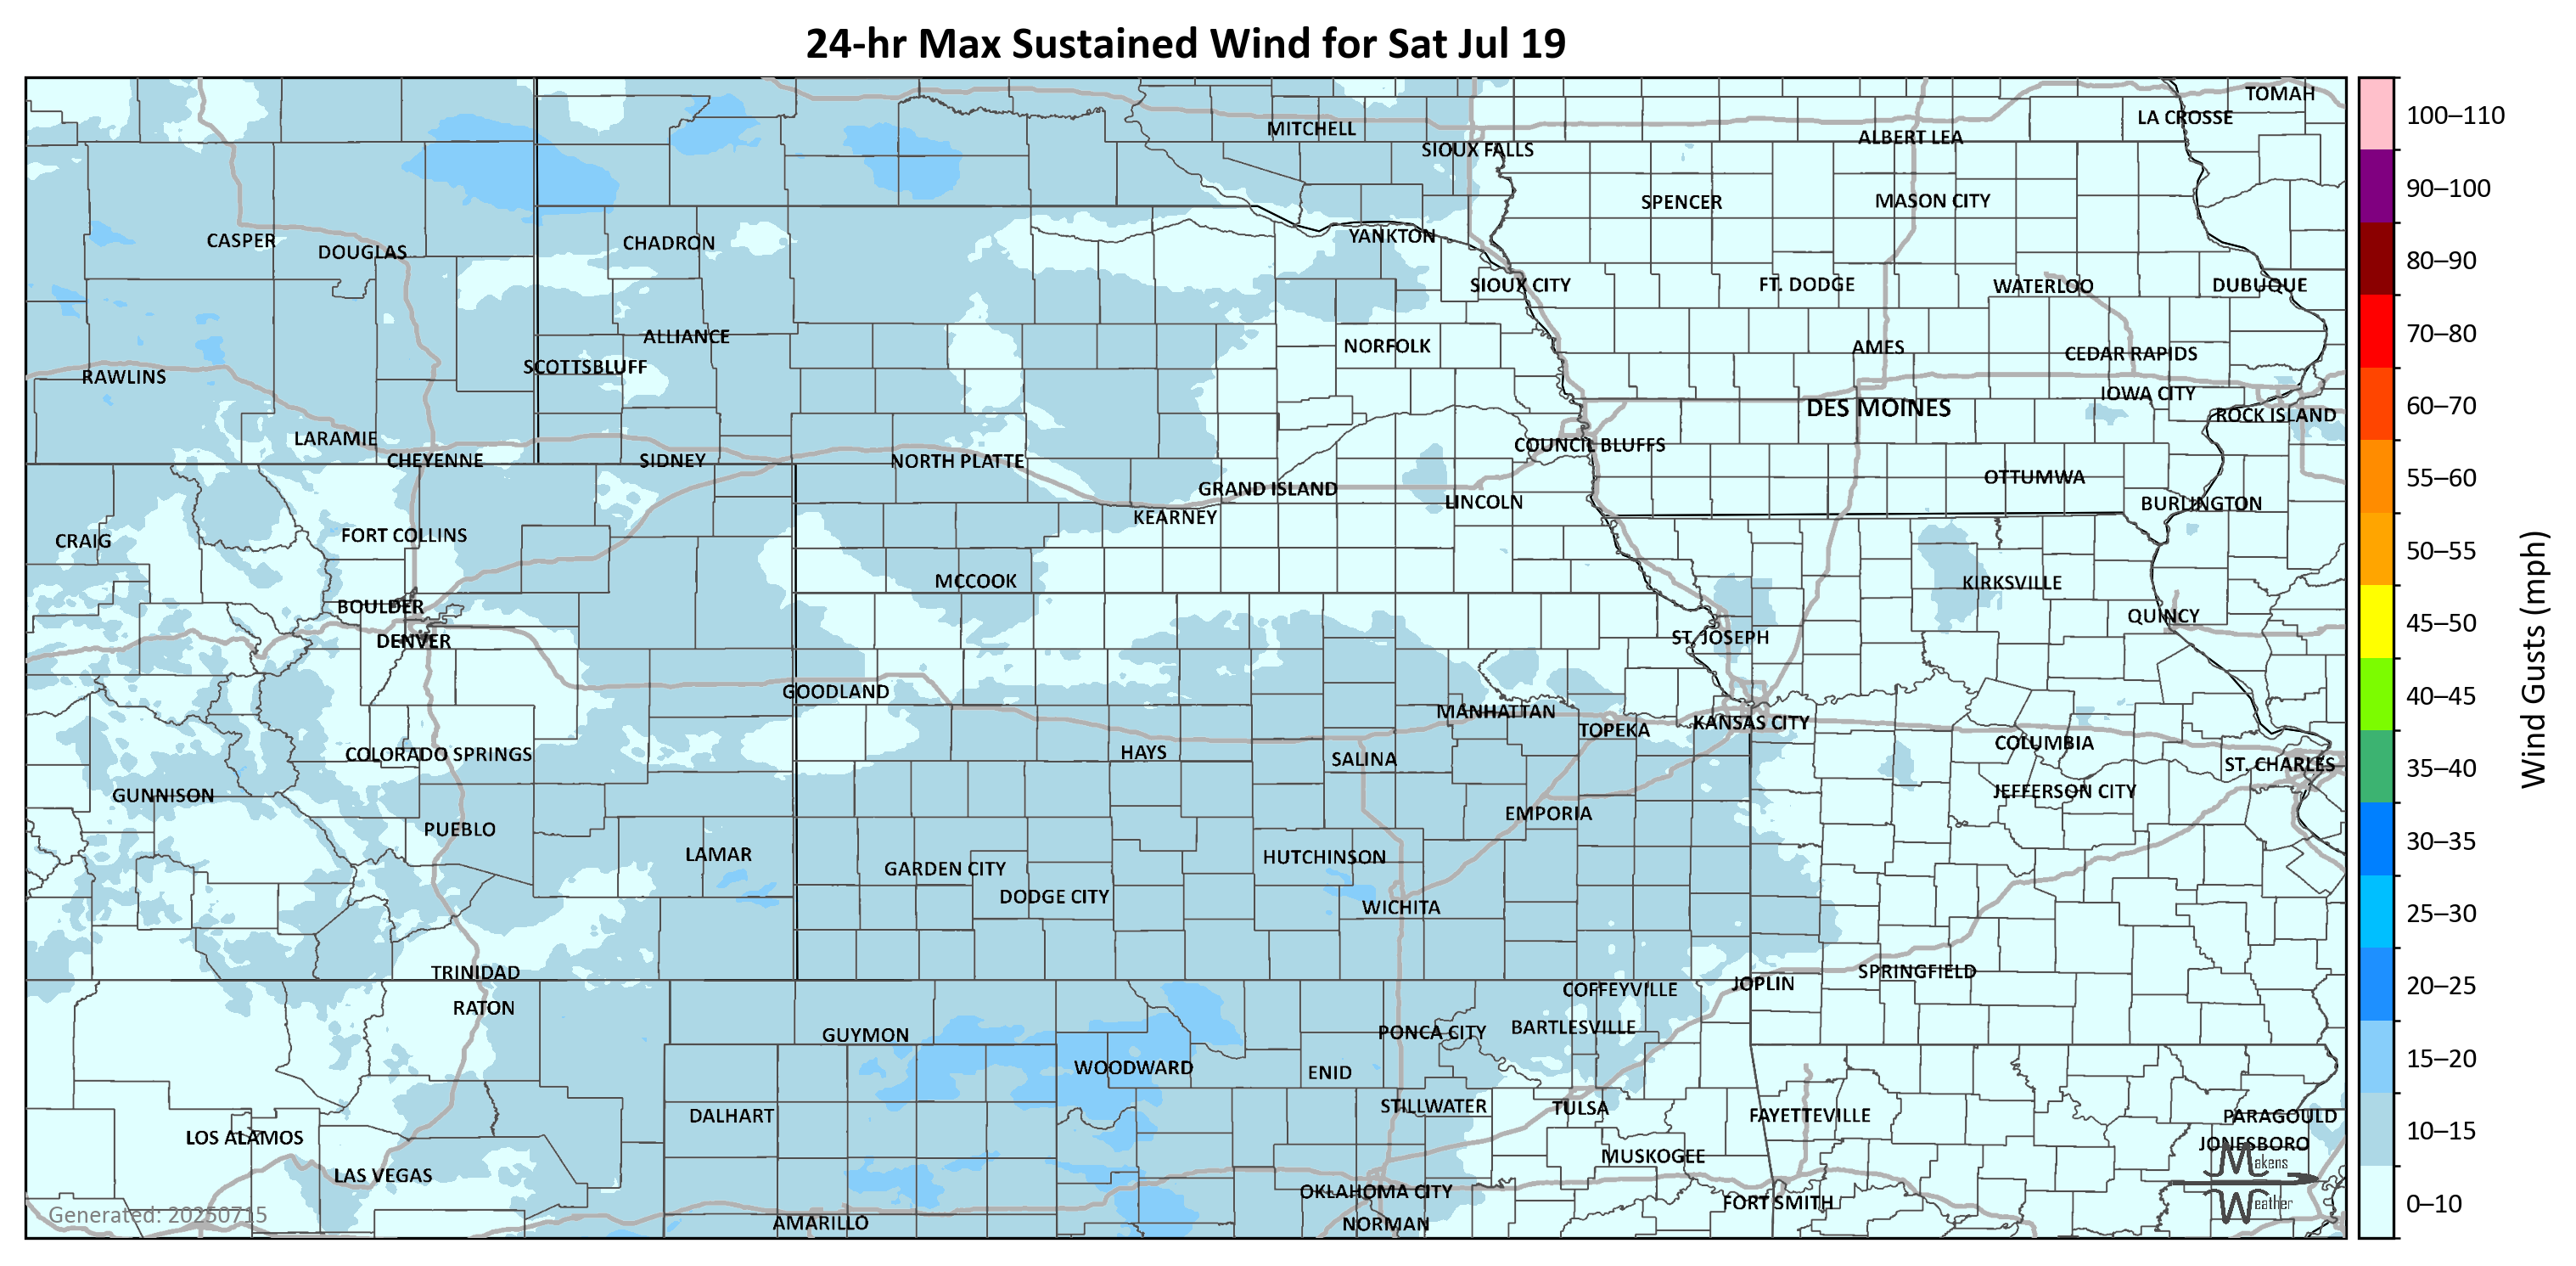 24-hr Max Sustained Wind for Sat Jul 19
TOMAH
LA CROSSE
MITCHELL
ALBERT LEA
SIOUX FALLS
SPENCER
MASON CITY
CASPER
DOUGLAS
CHADRON
YANKTON
SIOUX CITY
FT. DODGE
WATERLOO
DUBUQUE
ALLIANCE
NORFOLK
AMES
CEDAR RAPIDS
SCOTTSBLUFF
RAWLINS
IOWA CITY
DES MOINES
ROCK ISLAND
LARAMIE
COUNCIL BLUFFS
CHEYENNE
SIDNEY
NORTH PLATTE
OTTUMWA
GRAND ISLAND
LINCOLN
BURLINGTON
KEARNEY
CRAIG
FORT COLLINS
MCCOOK
KIRKSVILLE
BOULDER
QUINCY
DENVER
ST. JOSEPH
GOODLAND
MANHATTAN
TOPEKA
KANSAS CITY
COLUMBIA
COLORADO SPRINGS
HAYS
SALINA
ST. CHARLES
GUNNISON
JEFFERSON CITY
EMPORIA
PUEBLO
LAMAR
HUTCHINSON
GARDEN CITY
DODGE CITY
WICHITA
TRINIDAD
SPRINGFIELD
JOPLIN
COFFEYVILLE
RATON
GUYMON
PONCA CITY
BARTLESVILLE
WOODWARD
ENID
DALHART
STILLWATER
TULSA
FAYETTEVILLE
PARAGOULD
LOS ALAMOS
JONESBORO
LAS VEGAS
MUSKOGEE
OKLAHOMA CITY
FORT SMITH
AMARILLO
NORMAN
Generated: 20250715
Makens
Weather
100–110
90–100
80–90
70–80
60–70
55–60
50–55
45–50
40–45
35–40
30–35
25–30
20–25
15–20
10–15
0–10
Wind Gusts (mph)